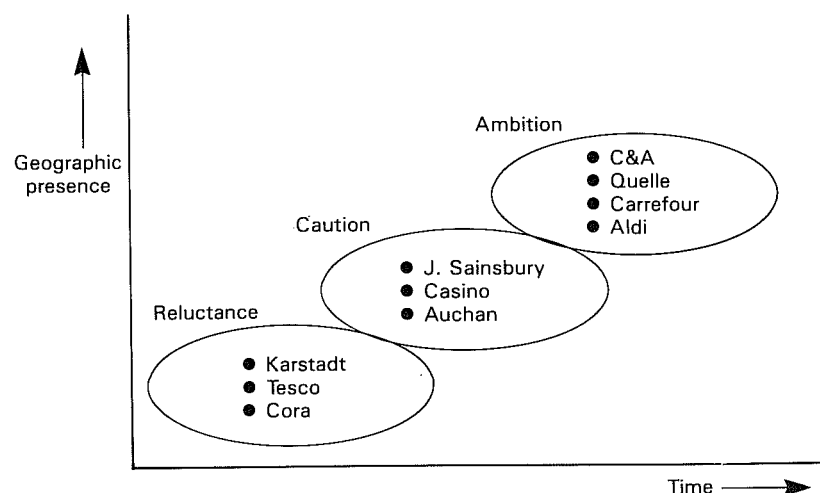 Ambition
C&A
Quelle
Carrefour
Aldi
Geographic
presence
Caution
J. Sainsbury
Casino
Auchan
Reluctance
Karstadt
Tesco
Cora
Time